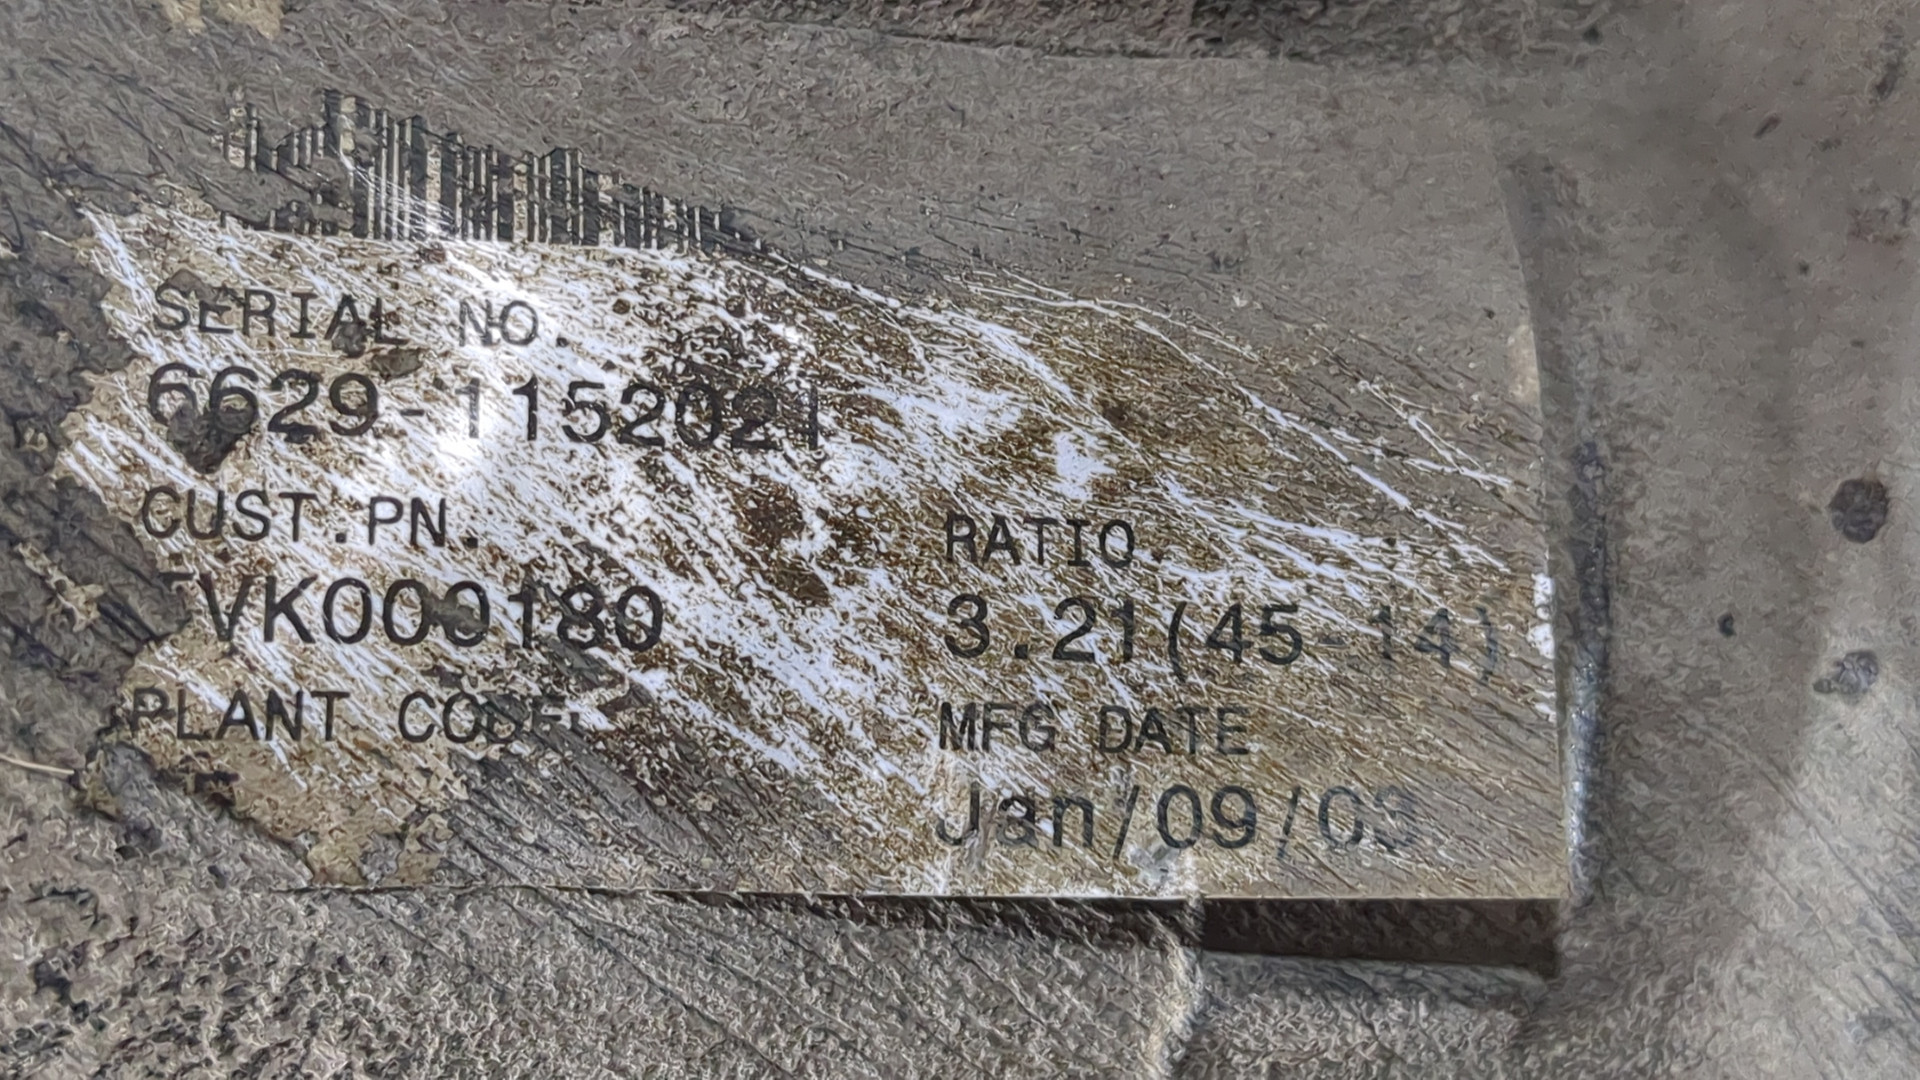 SERIAL NO.
6629-1152021
CUST.PN.
RATIO.
VK000180
3.21(45-14)
PLANT CODE
MFG DATE
Jan/09/03